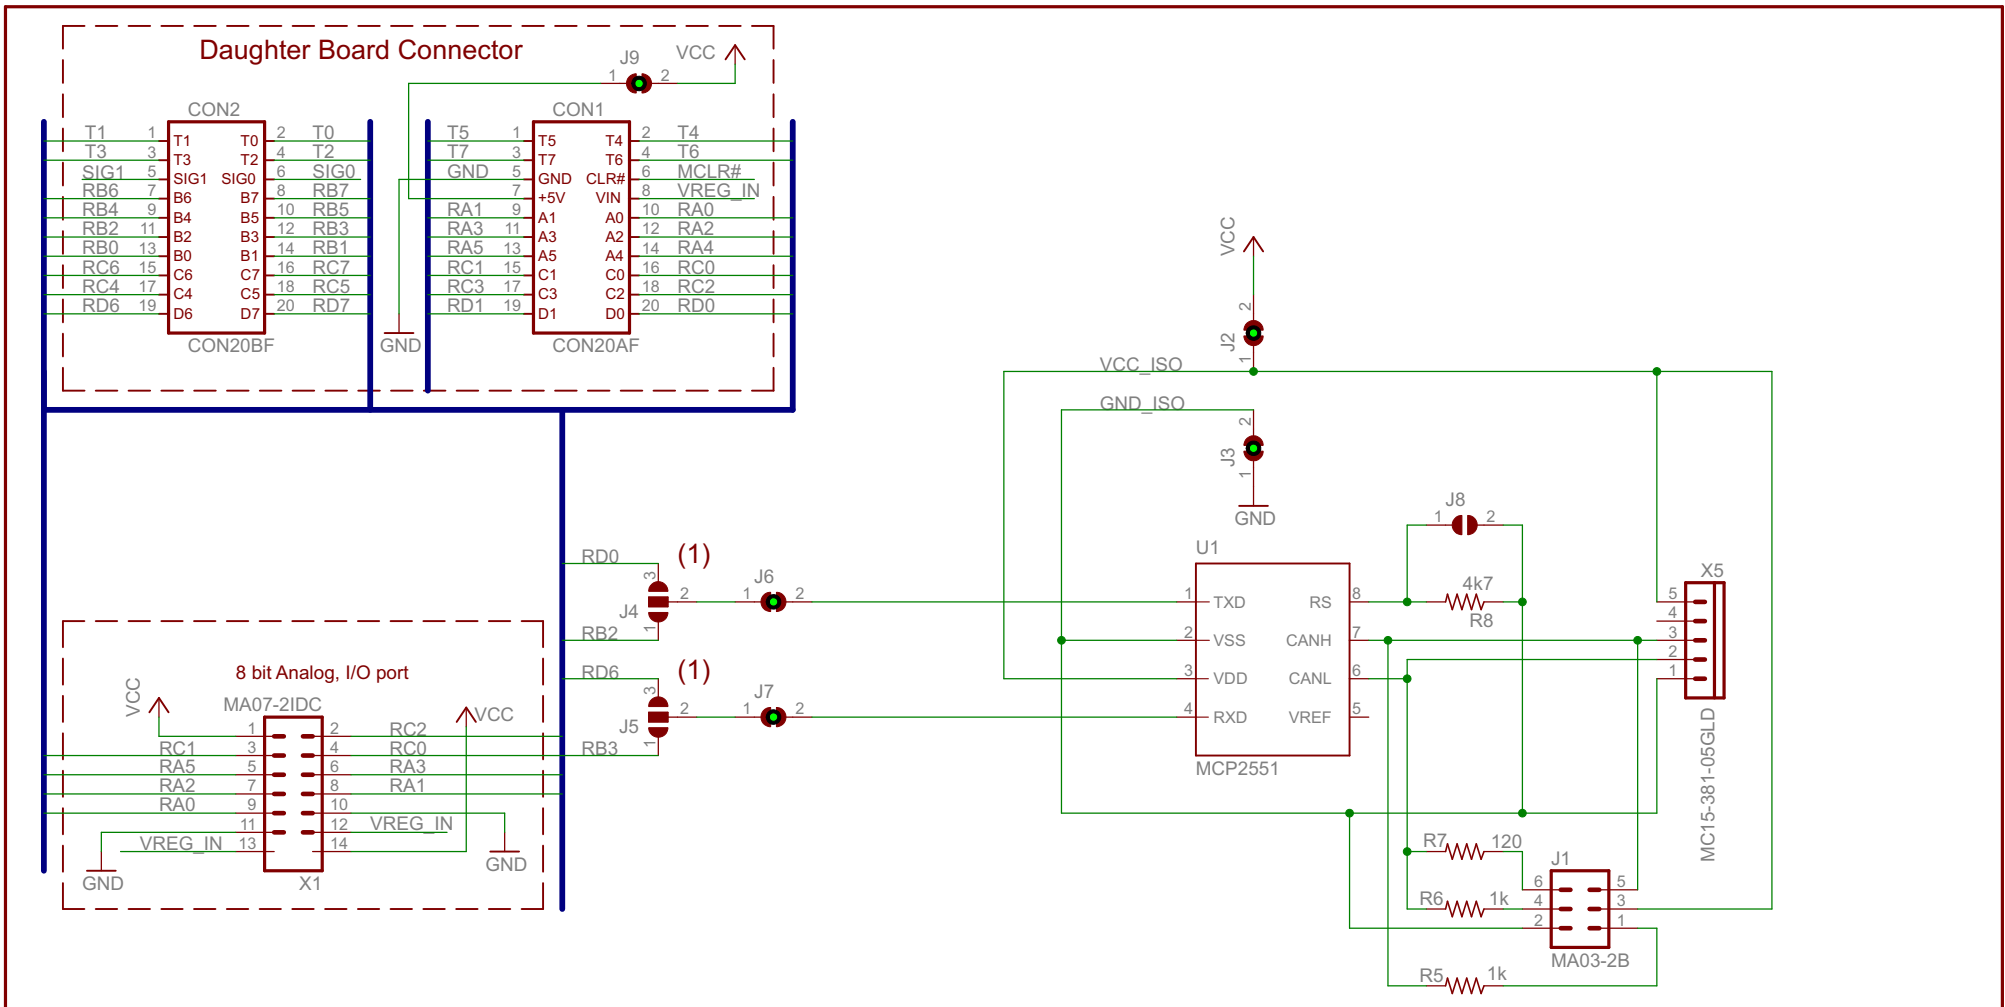 Daughter Board Connector
J9
1 2
VCC
CON2
T1 1 T1 T0 2 T0
T3 3 T3 T2 4 T2
SIG1 5 SIG1 SIG0 6 SIG0
RB6 7 B6 B7 8 RB7
RB4 9 B4 B5 10 RB5
RB2 11 B2 B3 12 RB3
RB0 13 B0 B1 14 RB1
RC6 15 C6 C7 16 RC7
RC4 17 C4 C5 18 RC5
RD6 19 D6 D7 20 RD7
CON20BF
CON1
T5 1 T5 T4 2 T4
T7 3 T7 T6 4 T6
GND 5 GND CLR# 6 MCLR#
7 +5V VIN 8 VREG_IN
RA1 9 A1 A0 10 RA0
RA3 11 A3 A2 12 RA2
RA5 13 A5 A4 14 RA4
RC1 15 C1 C0 16 RC0
RC3 17 C3 C2 18 RC2
RD1 19 D1 D0 20 RD0
GND
CON20AF
VCC
2
J2
1
VCC_ISO
GND_ISO
2
J3
1
GND
RD0
(1)
3
J4 2
1
RB2
J6
1 2
RD6
(1)
3
J5 2
1
RB3
J7
1 2
U1
1 TXD RS 8
2 VSS CANH 7
3 VDD CANL 6
4 RXD VREF 5
MCP2551
J8
1 2
4k7
R8
X5
5
4
3
2
1
MC15-381-05GLD
R7 120
R6 1k
R5 1k
J1
6 5
4 3
2 1
MA03-2B
8 bit Analog, I/O port
MA07-2IDC
VCC
VCC
1 2 RC2
RC1 3 4 RC0
RA5 5 6 RA3
RA2 7 8 RA1
RA0 9 10
11 12 VREG_IN
VREG_IN 13 14
GND
GND
X1